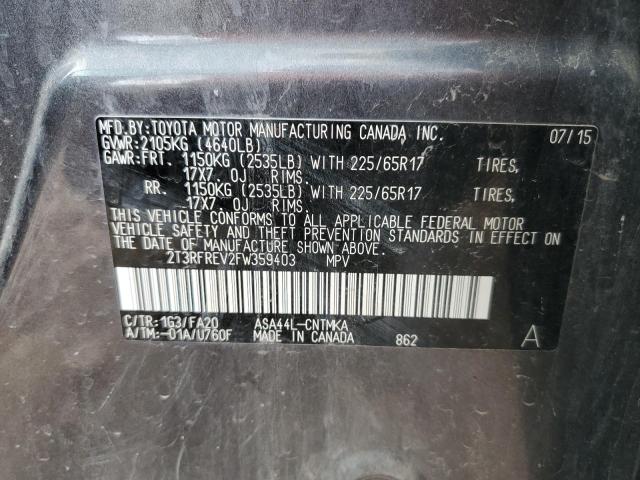 MFD.BY:TOYOTA MOTOR MANUFACTURING CANADA INC. 07/15
GVWR:2105KG (4640LB)
GAWR:FRT. 1150KG (2535LB) WITH 225/65R17 TIRES,
17X7 0J RIMS.
RR. 1150KG (2535LB) WITH 225/65R17 TIRES,
17X7 0J RIMS.
THIS VEHICLE CONFORMS TO ALL APPLICABLE FEDERAL MOTOR
VEHICLE SAFETY AND THEFT PREVENTION STANDARDS IN EFFECT ON
THE DATE OF MANUFACTURE SHOWN ABOVE.
2T3RFREV2FW359403 MPV
C/TR:1G3/FA20 ASA44L-CNTMKA
A/TM:-01A/U760F MADE IN CANADA 862 A